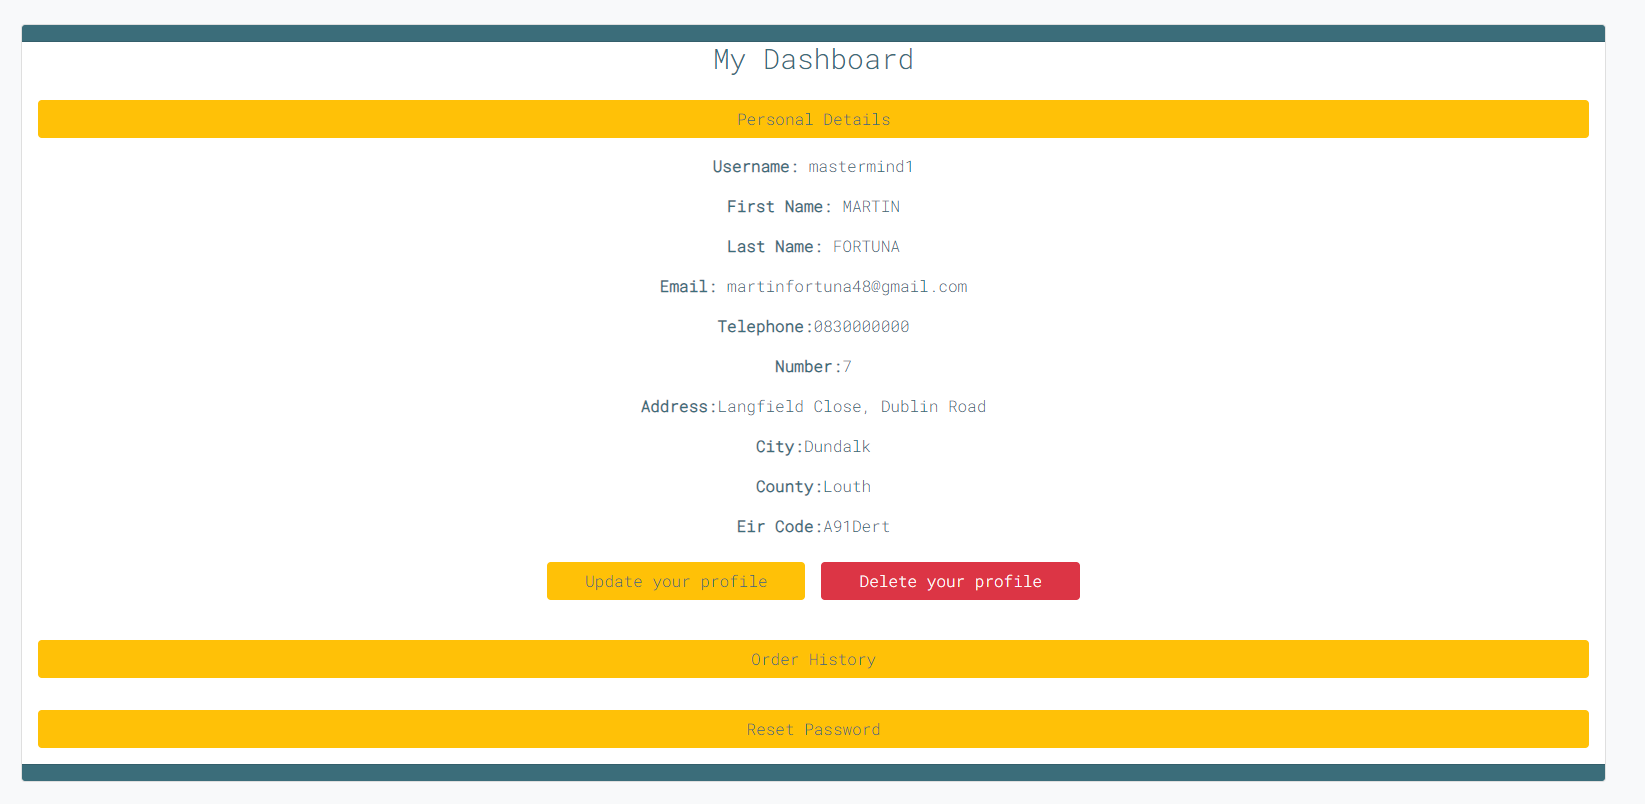 My Dashboard
Personal Details
Username: mastermind1
First Name: MARTIN
Last Name: FORTUNA
Email: martinfortuna48@gmail.com
Telephone:0830000000
Number:7
Address:Langfield Close, Dublin Road
City:Dundalk
County:Louth
Eir Code:A91Dert
Update your profile
Delete your profile
Order History
Reset Password